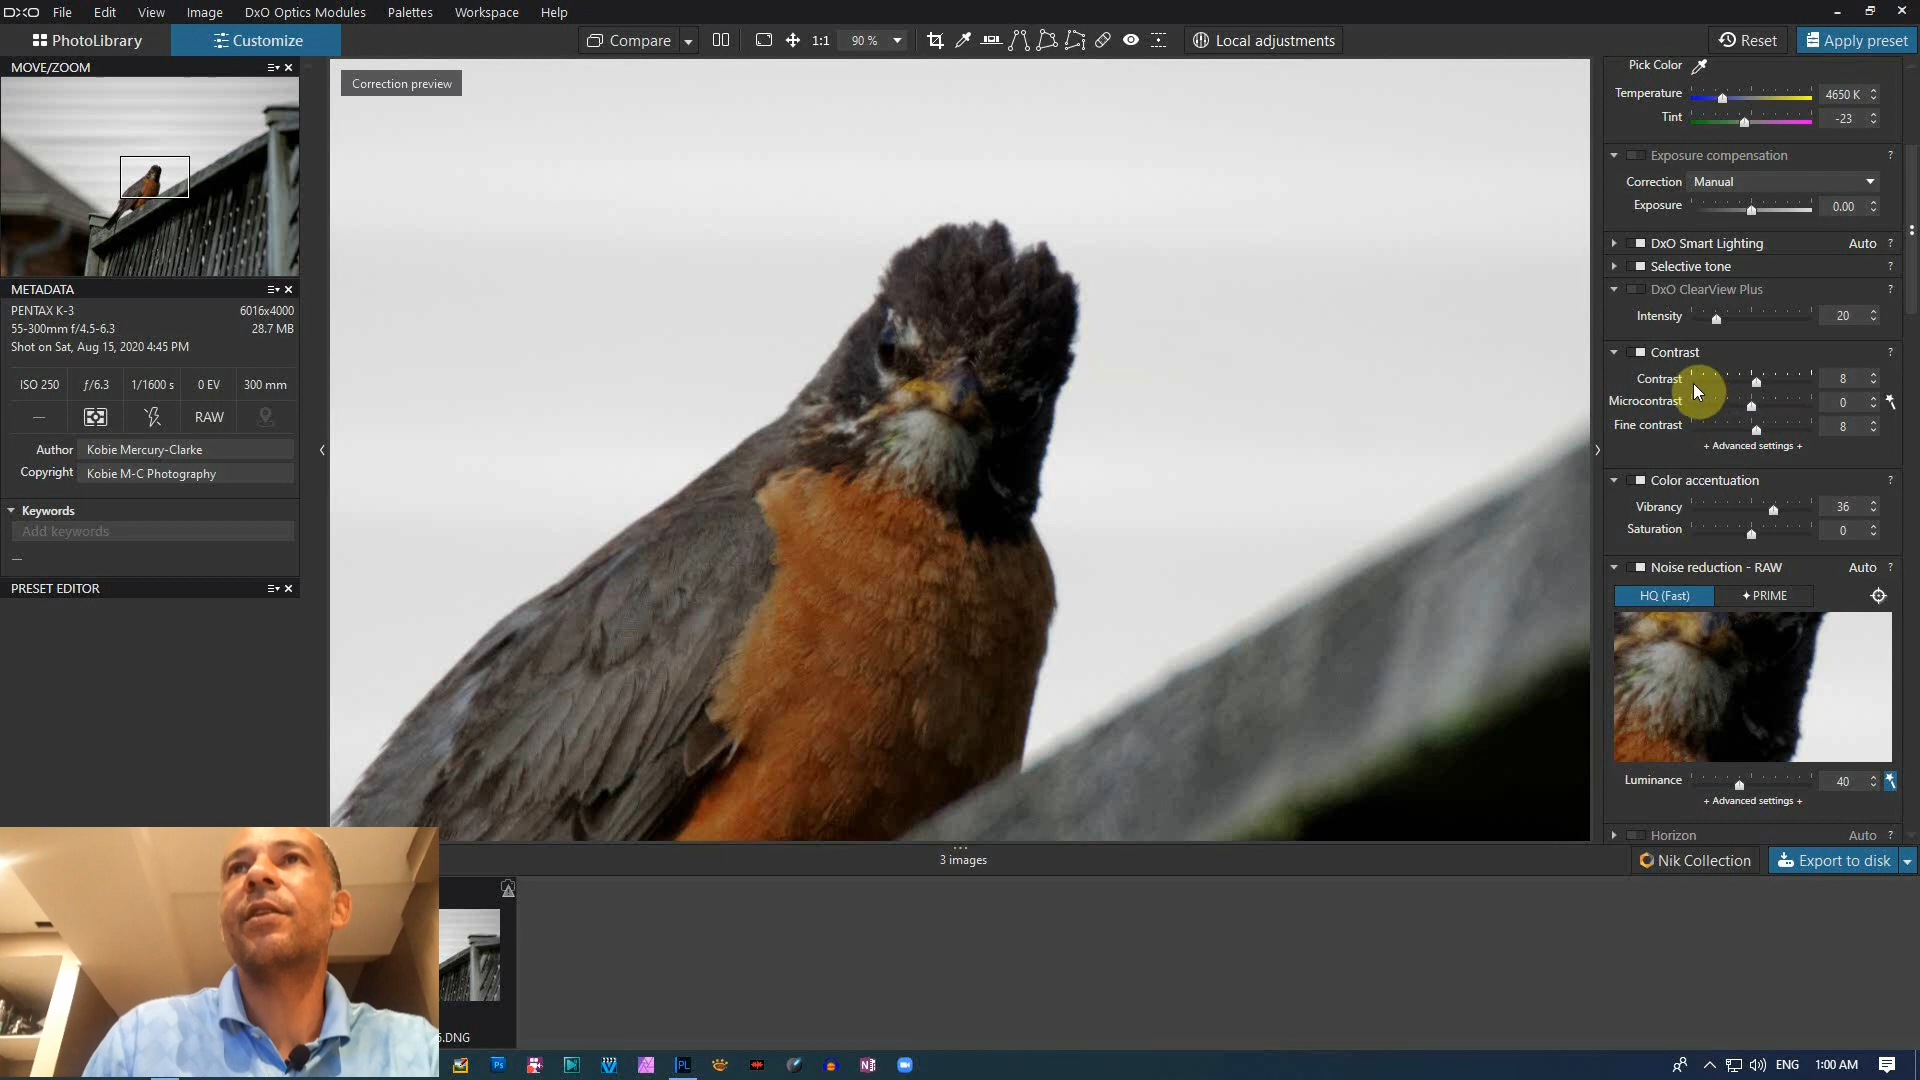 DXO File Edit View Image DxO Optics Modules Palettes Workspace Help
PhotoLibrary Customize Compare 1:1 90 % Local adjustments Reset Apply preset
MOVE/ZOOM
Correction preview
METADATA
PENTAX K-3 6016x4000
55-300mm f/4.5-6.3 28.7 MB
Shot on Sat, Aug 15, 2020 4:45 PM
ISO 250 ƒ/6.3 1/1600 s 0 EV 300 mm
— RAW
Author Kobie Mercury-Clarke
Copyright Kobie M-C Photography
Keywords
Add keywords
—
PRESET EDITOR
Pick Color
Temperature 4650 K
Tint -23
Exposure compensation ?
Correction Manual
Exposure 0.00
DxO Smart Lighting Auto ?
Selective tone ?
DxO ClearView Plus ?
Intensity 20
Contrast ?
Contrast 8
Microcontrast 0
Fine contrast 8
+ Advanced settings +
Color accentuation ?
Vibrancy 36
Saturation 0
Noise reduction - RAW Auto ?
HQ (Fast) PRIME
Luminance 40
+ Advanced settings +
Horizon Auto ?
3 images
Nik Collection Export to disk
.DNG
Ps PL N
ENG 1:00 AM